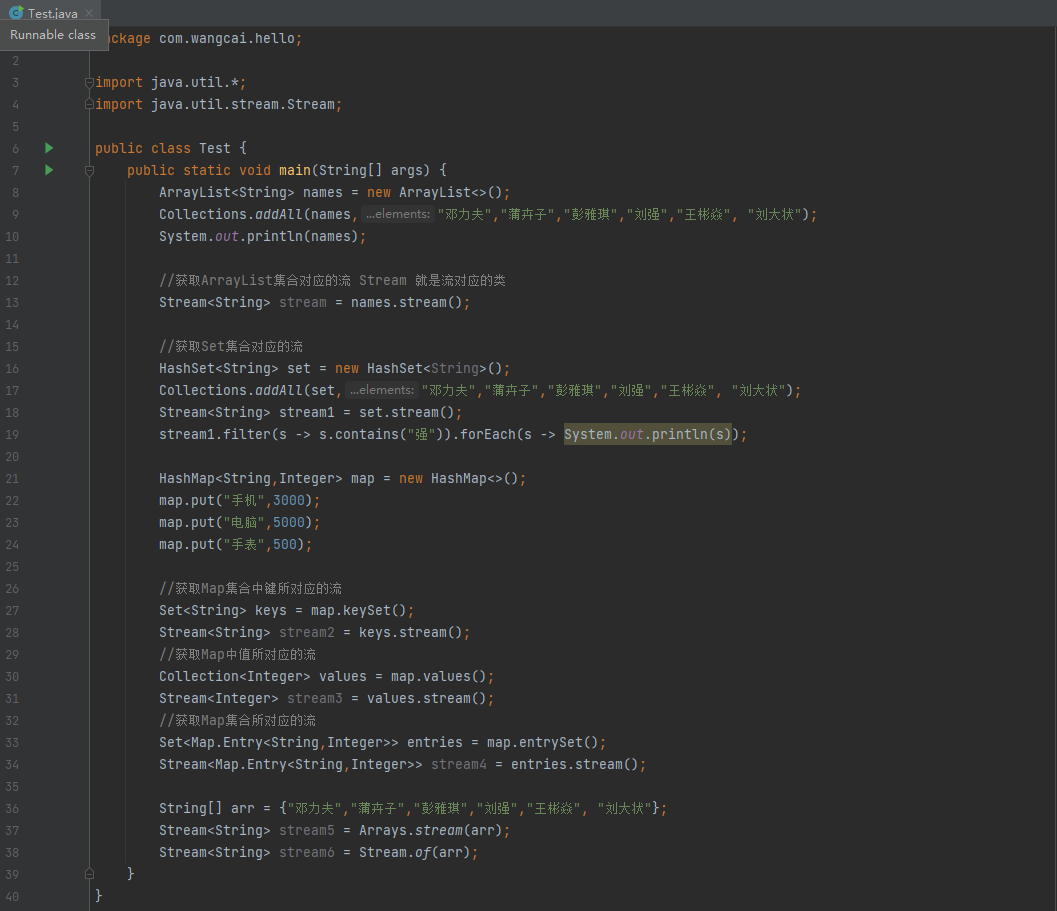 Test.java
Runnable class
ckage com.wangcai.hello;
2
3 import java.util.*;
4 import java.util.stream.Stream;
5
6 public class Test {
7 public static void main(String[] args) {
8 ArrayList<String> names = new ArrayList<>();
9 Collections.addAll(names, ...elements: "邓力夫","蒲卉子","彭雅琪","刘强","王彬焱", "刘大状");
10 System.out.println(names);
11
12 //获取ArrayList集合对应的流 Stream 就是流对应的类
13 Stream<String> stream = names.stream();
14
15 //获取Set集合对应的流
16 HashSet<String> set = new HashSet<String>();
17 Collections.addAll(set, ...elements: "邓力夫","蒲卉子","彭雅琪","刘强","王彬焱", "刘大状");
18 Stream<String> stream1 = set.stream();
19 stream1.filter(s -> s.contains("强")).forEach(s -> System.out.println(s));
20
21 HashMap<String,Integer> map = new HashMap<>();
22 map.put("手机",3000);
23 map.put("电脑",5000);
24 map.put("手表",500);
25
26 //获取Map集合中键所对应的流
27 Set<String> keys = map.keySet();
28 Stream<String> stream2 = keys.stream();
29 //获取Map中值所对应的流
30 Collection<Integer> values = map.values();
31 Stream<Integer> stream3 = values.stream();
32 //获取Map集合所对应的流
33 Set<Map.Entry<String,Integer>> entries = map.entrySet();
34 Stream<Map.Entry<String,Integer>> stream4 = entries.stream();
35
36 String[] arr = {"邓力夫","蒲卉子","彭雅琪","刘强","王彬焱", "刘大状"};
37 Stream<String> stream5 = Arrays.stream(arr);
38 Stream<String> stream6 = Stream.of(arr);
39 }
40 }